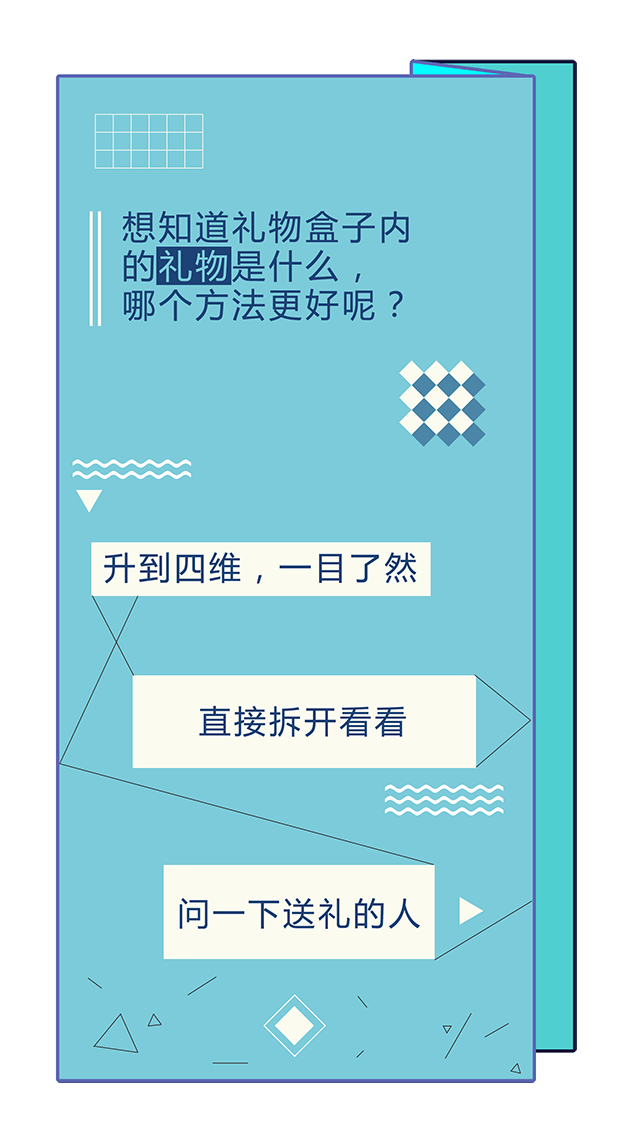 想知道礼物盒子内
的礼物是什么，
哪个方法更好呢？
升到四维，一目了然
直接拆开看看
问一下送礼的人